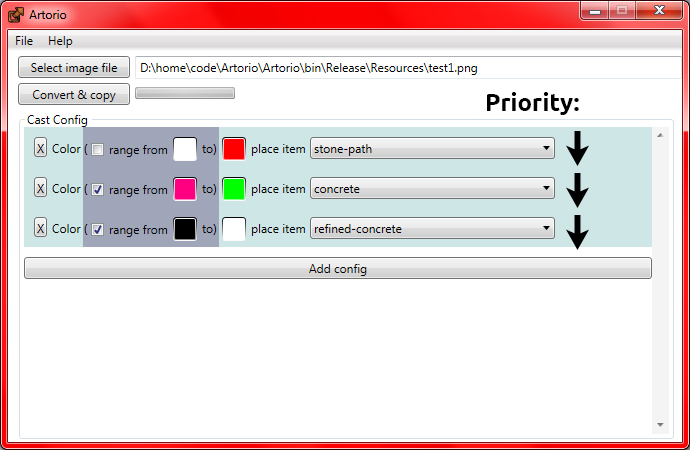 Artorio
File Help
Select image file D:\home\code\Artorio\Artorio\bin\Release\Resources\test1.png
Convert & copy
Priority:
Cast Config
X Color ( range from to) place item stone-path
X Color ( range from to) place item concrete
X Color ( range from to) place item refined-concrete
Add config